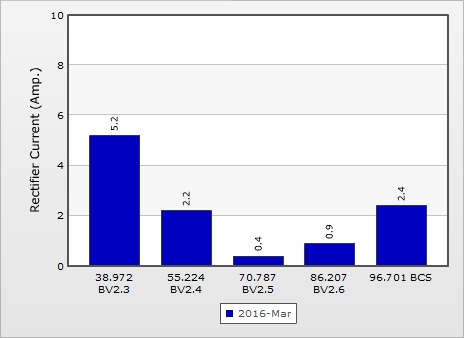 10
8
6
4
2
0
Rectifier Current (Amp.)
5.2
2.2
0.4
0.9
2.4
38.972
BV2.3
55.224
BV2.4
70.787
BV2.5
86.207
BV2.6
96.701 BCS
2016-Mar